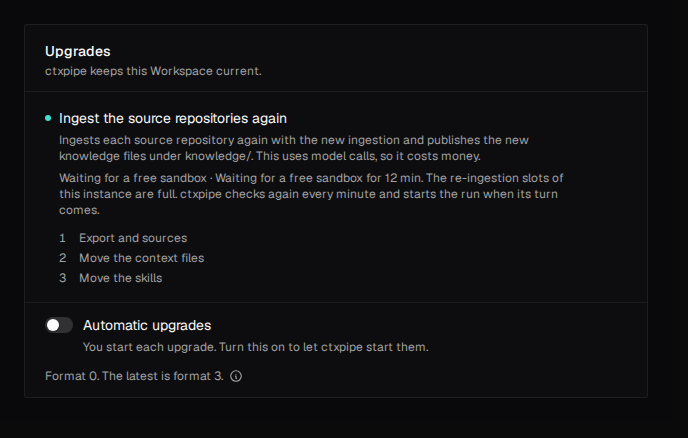 Upgrades
ctxpipe keeps this Workspace current.
Ingest the source repositories again
Ingests each source repository again with the new ingestion and publishes the new
knowledge files under knowledge/. This uses model calls, so it costs money.
Waiting for a free sandbox · Waiting for a free sandbox for 12 min. The re-ingestion slots of
this instance are full. ctxpipe checks again every minute and starts the run when its turn
comes.
1 Export and sources
2 Move the context files
3 Move the skills
Automatic upgrades
You start each upgrade. Turn this on to let ctxpipe start them.
Format 0. The latest is format 3.